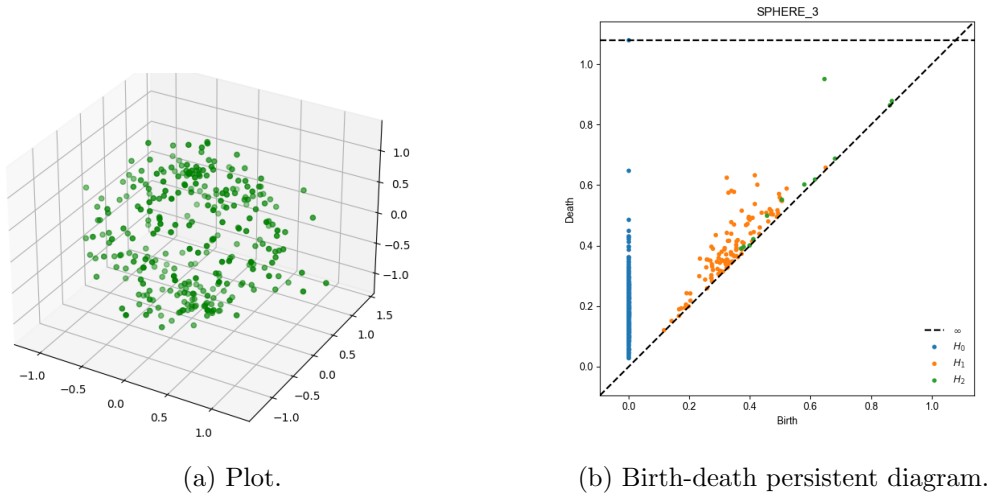 1.0
0.5
0.0
−0.5
−1.0
−1.0
−0.5
0.0
0.5
1.0
1.5
1.0
0.5
0.0
−0.5
−1.0
(a) Plot.
SPHERE_3
1.0
0.8
0.6
0.4
0.2
0.0
Death
∞
H₀
H₁
H₂
0.0 0.2 0.4 0.6 0.8 1.0
Birth
(b) Birth-death persistent diagram.